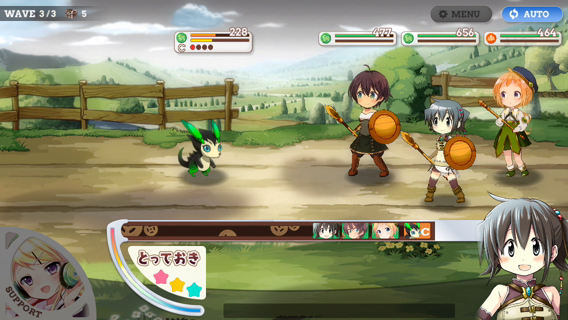 WAVE 3/3 5
MENU
AUTO
228
C
477
656
464
C
とっておき
SUPPORT